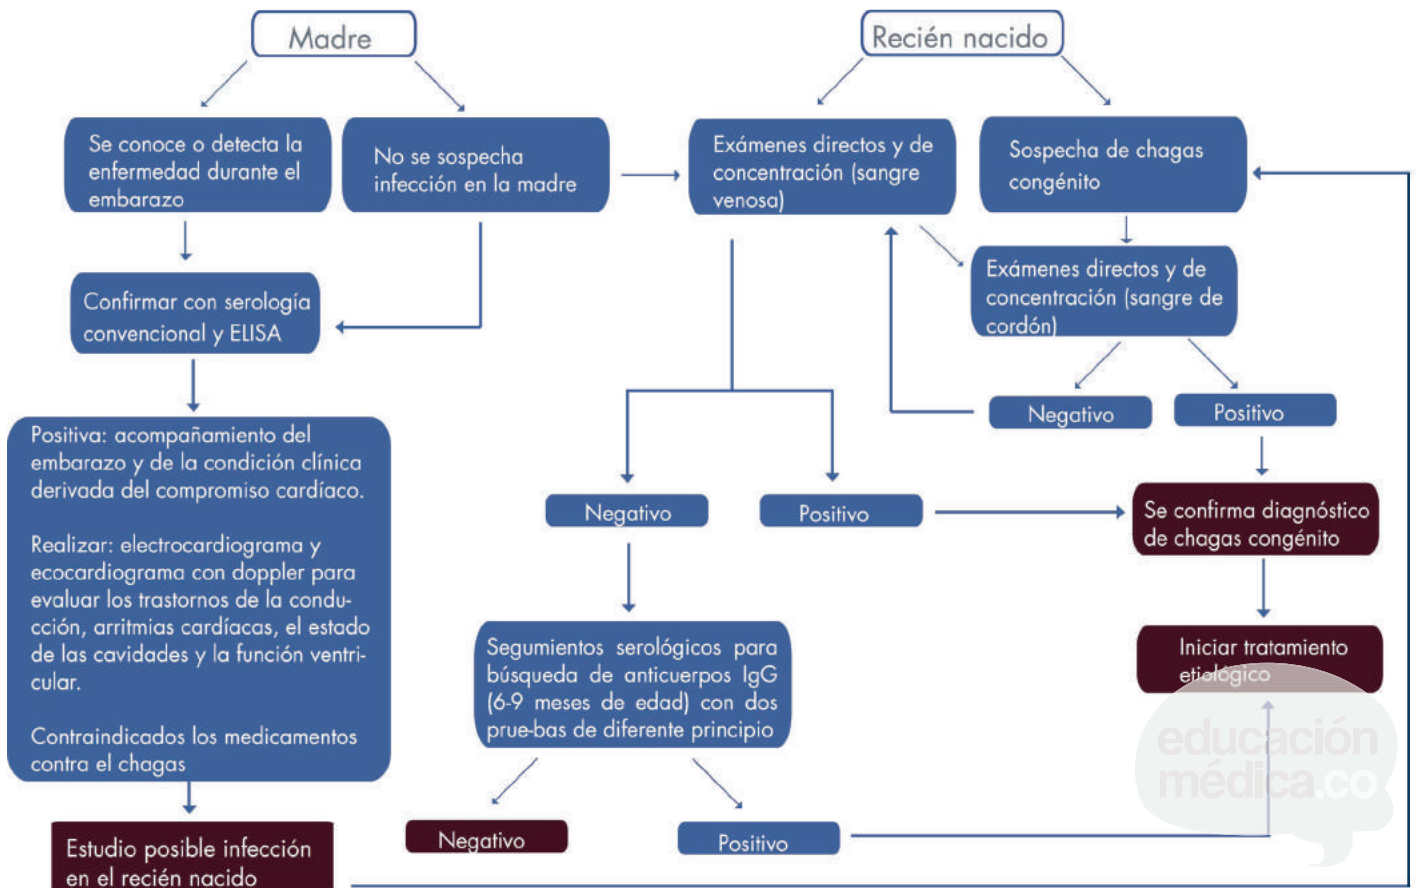 Madre
Recién nacido
Se conoce o detecta la
enfermedad durante el
embarazo
No se sospecha
infección en la madre
Exámenes directos y de
concentración (sangre
venosa)
Sospecha de chagas
congénito
Confirmar con serología
convencional y ELISA
Exámenes directos y de
concentración (sangre de
cordón)
Negativo
Positivo
Positiva: acompañamiento del
embarazo y de la condición clínica
derivada del compromiso cardíaco.
Realizar: electrocardiograma y
ecocardiograma con doppler para
evaluar los trastornos de la condu-
cción, arritmias cardíacas, el estado
de las cavidades y la función ventri-
cular.
Contraindicados los medicamentos
contra el chagas
Negativo
Positivo
Se confirma diagnóstico
de chagas congénito
Segumientos serológicos para
búsqueda de anticuerpos IgG
(6-9 meses de edad) con dos
prue-bas de diferente principio
Iniciar tratamiento
etiológico
educación
médica.co
Estudio posible infección
en el recién nacido
Negativo
Positivo